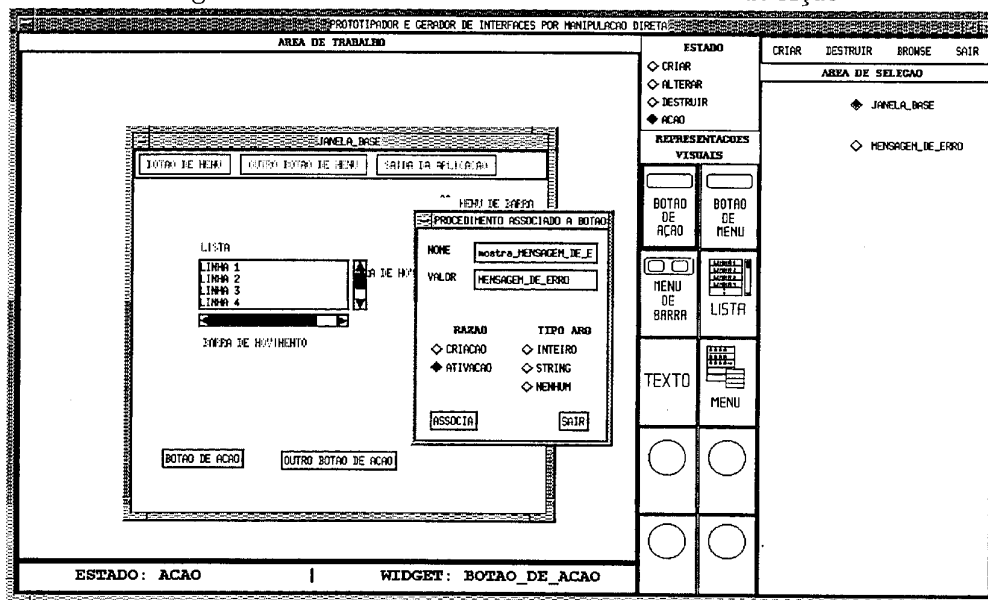 PROTOTIPADOR E GERADOR DE INTERFACES POR MANIPULACAO DIRETA
AREA DE TRABALHO
JANELA_BASE
BOTAO DE MENU
OUTRO BOTAO DE MENU
SAIDA DA APLICACAO
^^ MENU DE BARRA
LISTA
LINHA 1
LINHA 2
LINHA 3
LINHA 4
BARRA DE MOVIMENTO
BOTAO DE ACAO
OUTRO BOTAO DE ACAO
PROCEDIMENTO ASSOCIADO A BOTAO
NOME mostra_MENSAGEM_DE_E
VALOR MENSAGEM_DE_ERRO
RAZAO
CRIACAO
ATIVACAO
TIPO ARG
INTEIRO
STRING
NENHUM
ASSOCIA
SAIR
ESTADO: ACAO | WIDGET: BOTAO_DE_ACAO
ESTADO
CRIAR
ALTERAR
DESTRUIR
ACAO
REPRESENTACOES
VISUAIS
BOTAO
DE
AÇAO
BOTAO
DE
MENU
MENU
DE
BARRA
LISTA
TEXTO
MENU
CRIAR DESTRUIR BROWSE SAIR
AREA DE SELECAO
JANELA_BASE
MENSAGEM_DE_ERRO